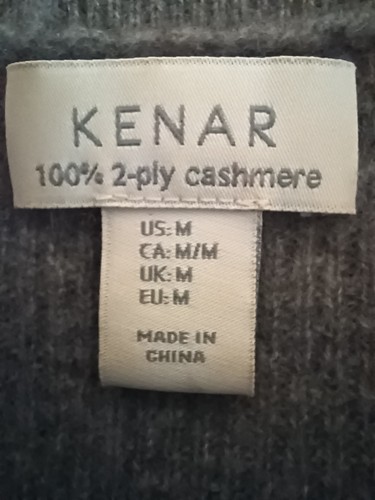 KENAR
100% 2-ply cashmere
US: M
CA: M/M
UK: M
EU: M
MADE IN
CHINA